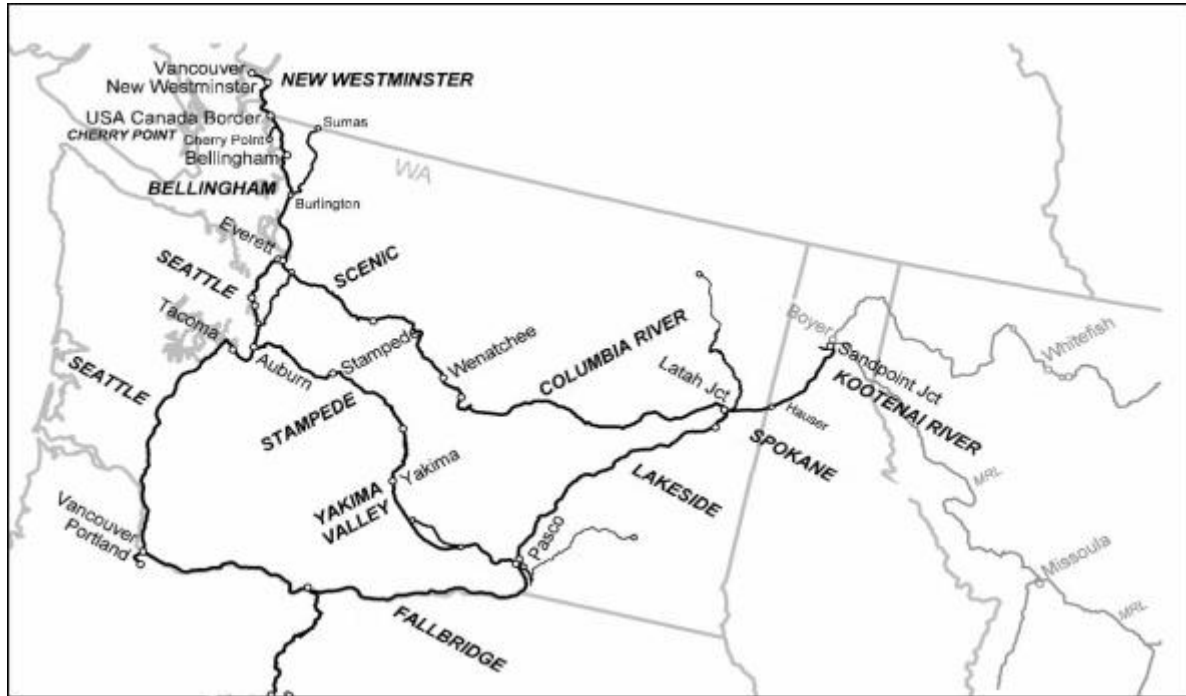 Vancouver
New Westminster
NEW WESTMINSTER
USA Canada Border
CHERRY POINT
Cherry Point
Sumas
Bellingham
BELLINGHAM
Burlington
WA
Everett
SEATTLE
SCENIC
Tacoma
Auburn
Stampede
Wenatchee
COLUMBIA RIVER
Latah Jct
Boyer
Sandpoint Jct
Whitefish
KOOTENAI RIVER
Hauser
SPOKANE
SEATTLE
STAMPEDE
Yakima
YAKIMA
VALLEY
LAKESIDE
MRL
Vancouver
Portland
Pasco
Missoula
MRL
FALLBRIDGE